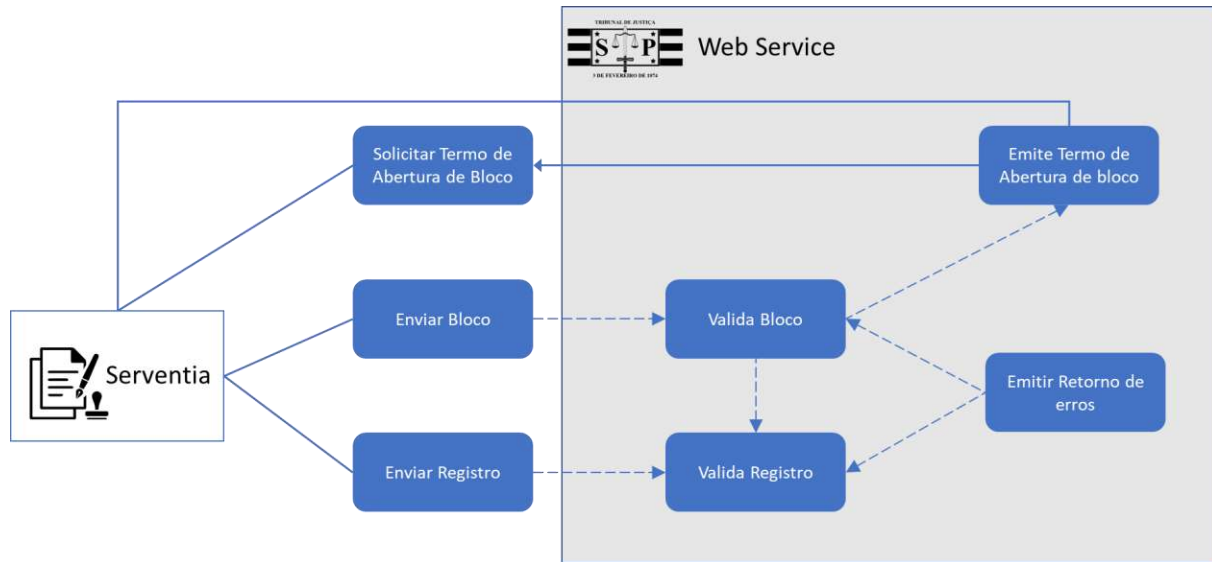 TRIBUNAL DE JUSTIÇA
S P
3 DE FEVEREIRO DE 1874
Web Service
Solicitar Termo de
Abertura de Bloco
Emite Termo de
Abertura de bloco
Enviar Bloco
Valida Bloco
Serventia
Emitir Retorno de
erros
Enviar Registro
Valida Registro